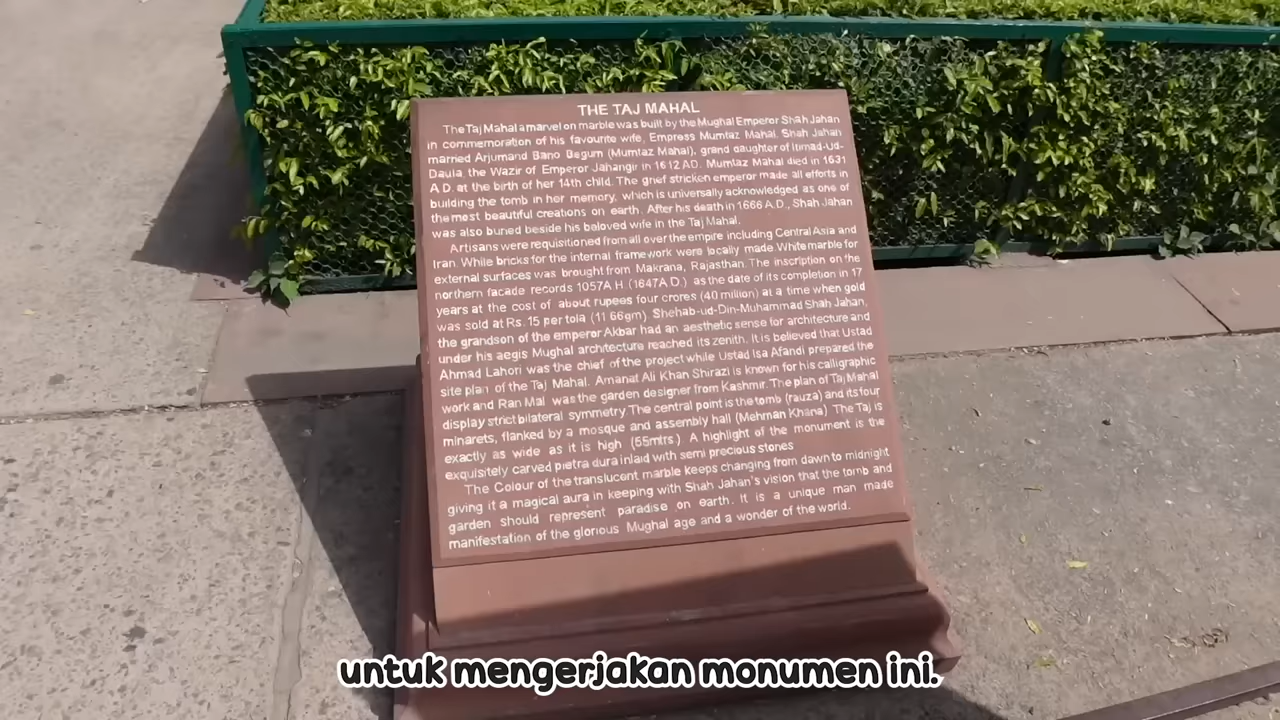 THE TAJ MAHAL
The Taj Mahal a marvel on marble was built by the Mughal Emperor Shah Jahan
in commemoration of his favourite wife, Empress Mumtaz Mahal. Shah Jahan
married Arjumand Bano Begum (Mumtaz Mahal), grand daughter of Itimad-Ud-
Daula, the Wazir of Emperor Jahangir in 1612 AD. Mumtaz Mahal died in 1631
A.D. at the birth of her 14th child. The grief stricken emperor made all efforts in
building the tomb in her memory, which is universally acknowledged as one of
the most beautiful creations on earth. After his death in 1666 A.D., Shah Jahan
was also buried beside his beloved wife in the Taj Mahal.
Artisans were requisitioned from all over the empire including Central Asia and
Iran. While bricks for the internal framework were locally made. White marble for
external surfaces was brought from Makrana, Rajasthan. The inscription on the
northern facade records 1057A.H. (1647A.D.) as the date of its completion in 17
years at the cost of about rupees four crores (40 million) at a time when gold
was sold at Rs. 15 per tola (11.66gm). Shehab-ud-Din-Muhammad Shah Jahan,
the grandson of the emperor Akbar had an aesthetic sense for architecture and
under his aegis Mughal architecture reached its zenith. It is believed that Ustad
Ahmad Lahori was the chief of the project while Ustad Isa Afandi prepared the
site plan of the Taj Mahal. Amanat Ali Khan Shirazi is known for his calligraphic
work and Ran Mal was the garden designer from Kashmir. The plan of Taj Mahal
display strict bilateral symmetry. The central point is the tomb (rauza) and its four
minarets, flanked by a mosque and assembly hall (Mehman Khana). The Taj is
exactly as wide as it is high (55mtrs.) A highlight of the monument is the
exquisitely carved pietra dura inlaid with semi precious stones
The Colour of the translucent marble keeps changing from dawn to midnight
giving it a magical aura in keeping with Shah Jahan's vision that the tomb and
garden should represent paradise on earth. It is a unique man made
manifestation of the glorious Mughal age and a wonder of the world.
untuk mengerjakan monumen ini.